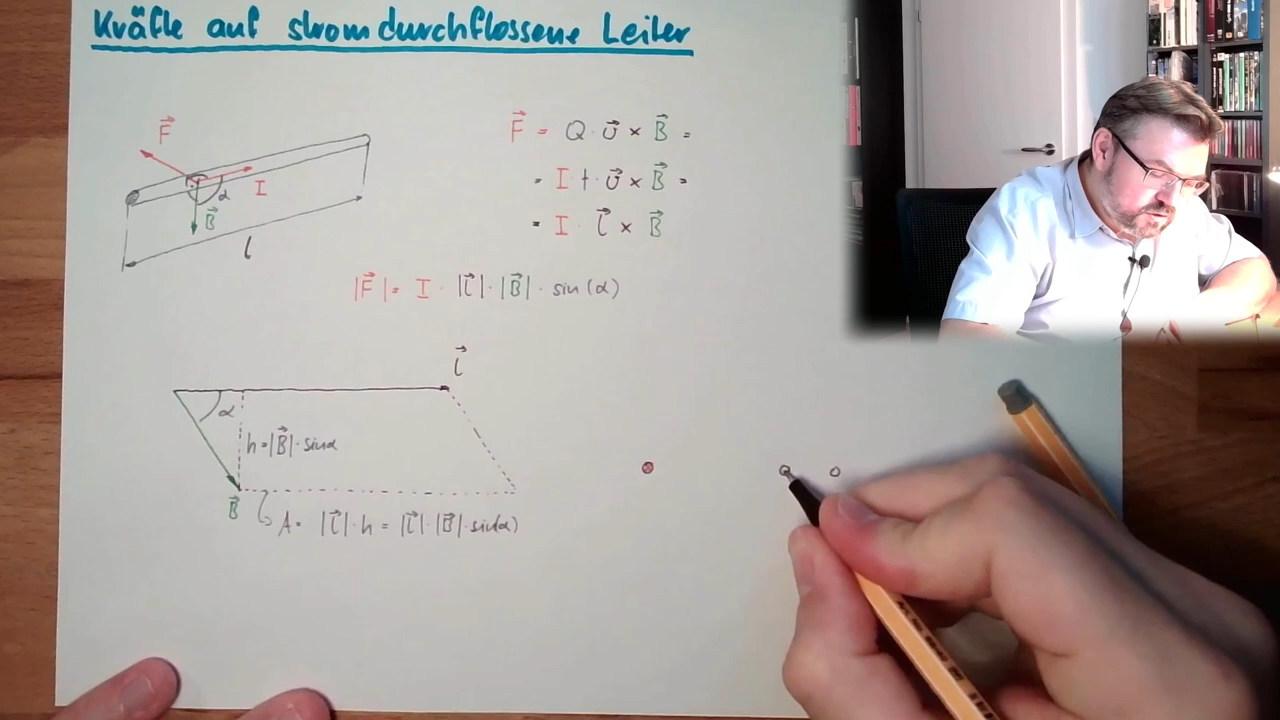 Kräfte auf stromdurchflossene Leiter
F⃗ = Q · v⃗ × B⃗ =
= I t · v⃗ × B⃗ =
= I · l⃗ × B⃗
F⃗
I
α
B⃗
l
|F⃗| = I · |l⃗| · |B⃗| · sin(α)
l⃗
α
h = |B⃗| · sin α
B⃗
A = |l⃗| · h = |l⃗| · |B⃗| · sin(α)